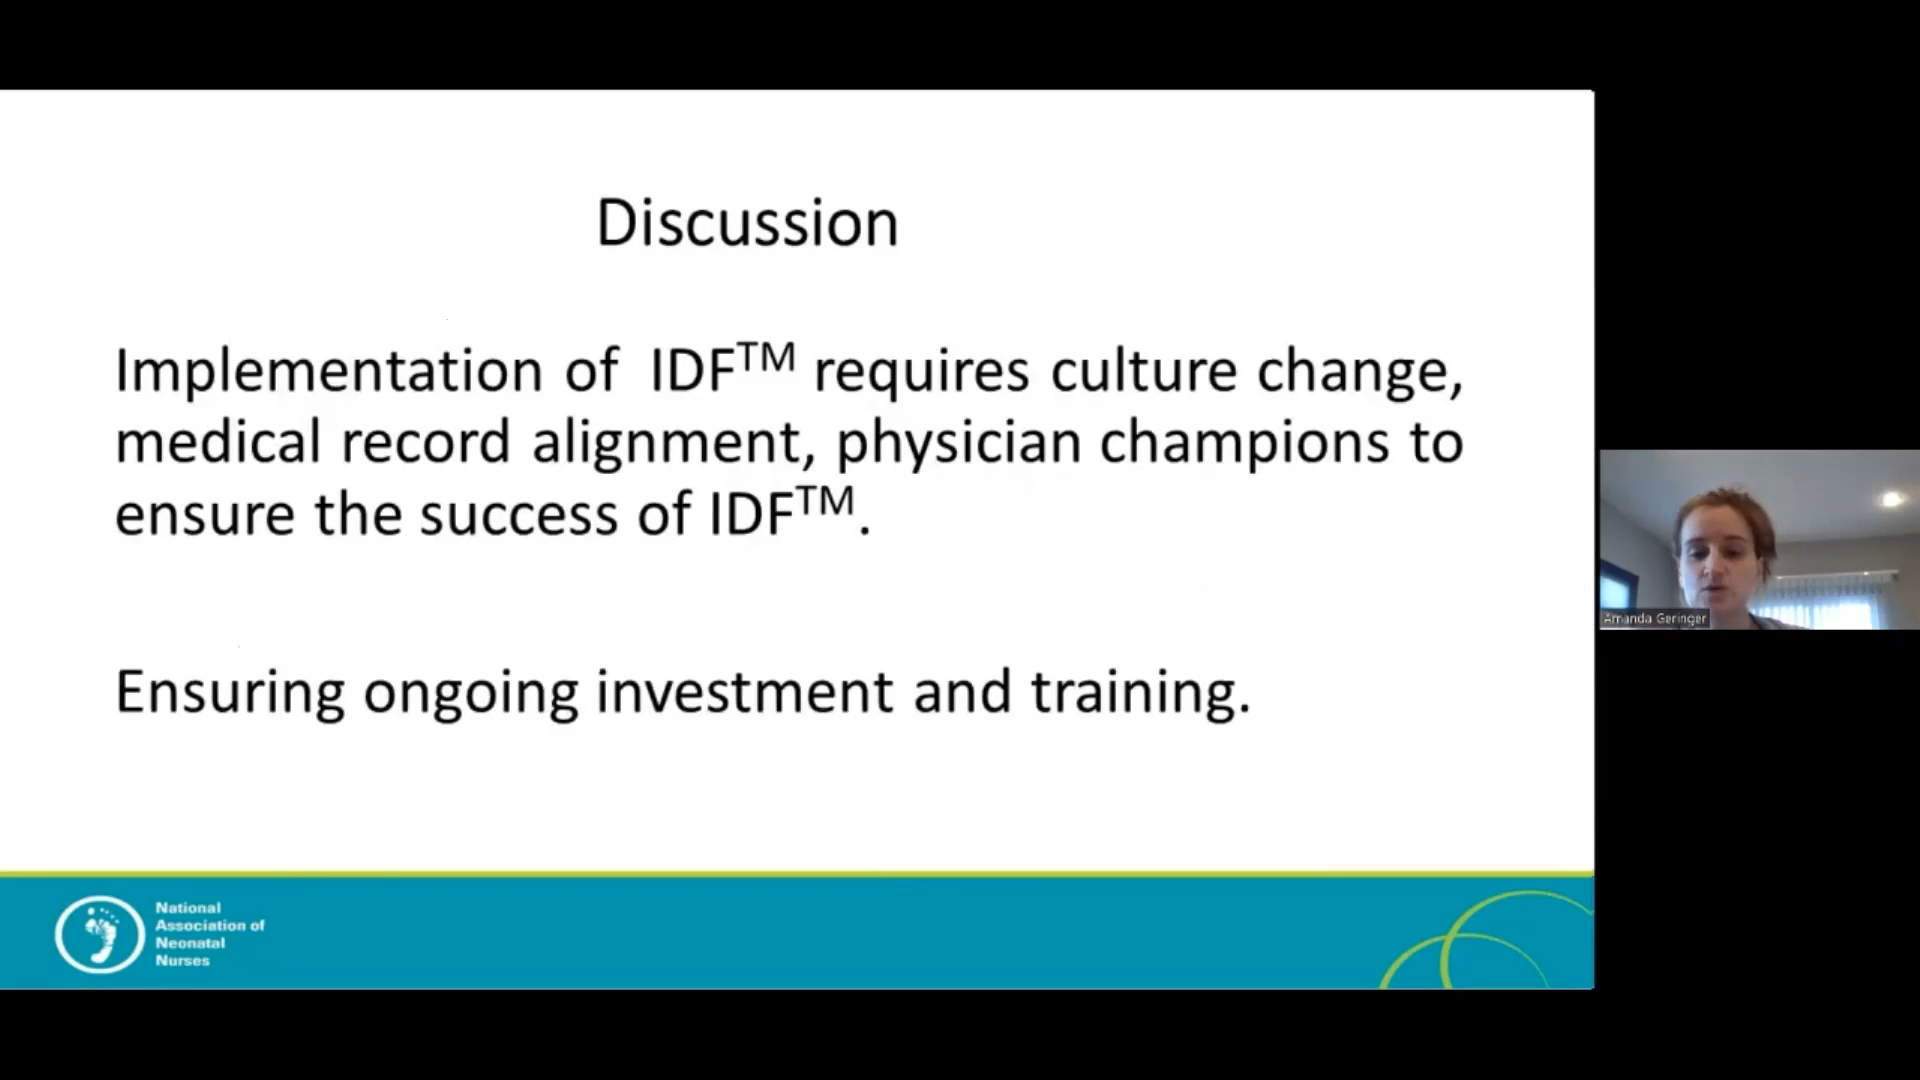 Discussion
Implementation of IDF™ requires culture change,
medical record alignment, physician champions to
ensure the success of IDF™.
Ensuring ongoing investment and training.
Amanda Geringer
National
Association of
Neonatal
Nurses